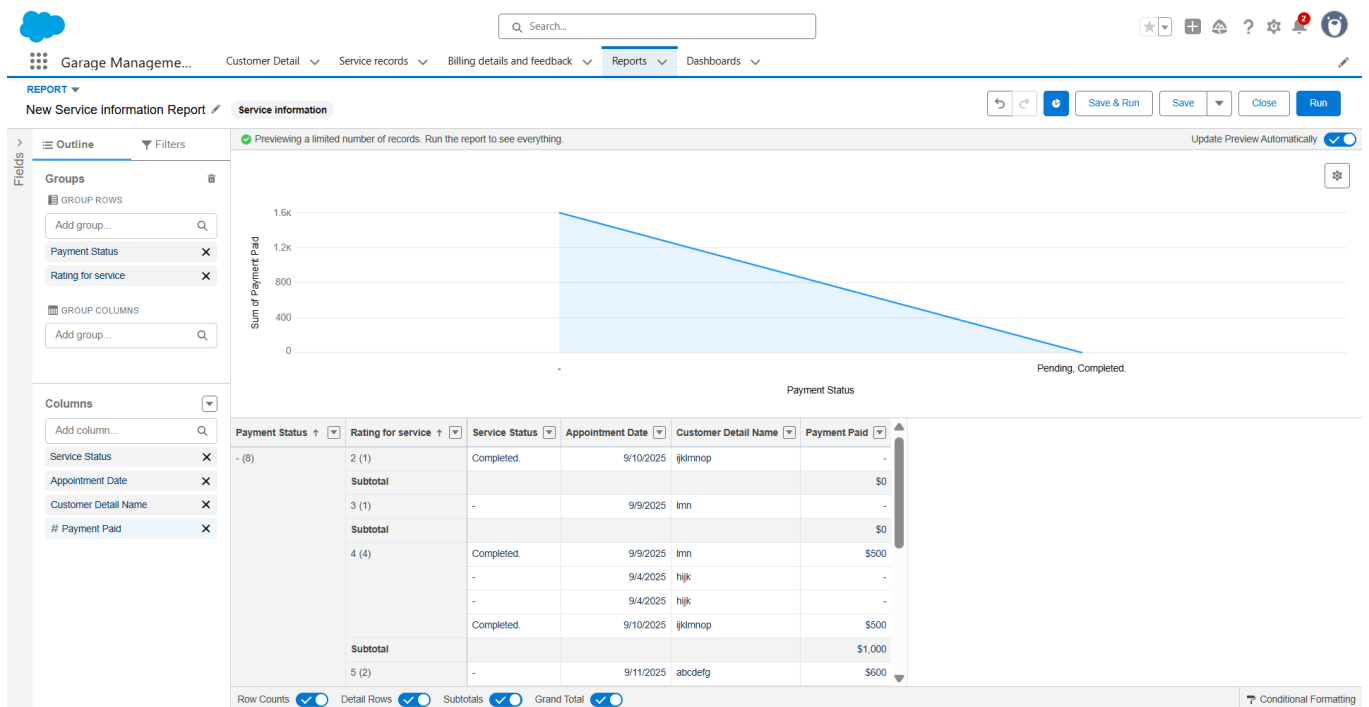 Search...
2
Garage Manageme...
Customer Detail
Service records
Billing details and feedback
Reports
Dashboards
REPORT
New Service information Report
Service information
Save & Run
Save
Close
Run
Fields
Outline
Filters
Previewing a limited number of records. Run the report to see everything.
Update Preview Automatically
Groups
GROUP ROWS
Add group...
Payment Status
Rating for service
GROUP COLUMNS
Add group...
Columns
Add column...
Service Status
Appointment Date
Customer Detail Name
# Payment Paid
Sum of Payment Paid
1.6K
1.2K
800
400
0
-
Pending, Completed.
Payment Status
Payment Status Rating for service Service Status Appointment Date Customer Detail Name Payment Paid
- (8) 2 (1) Completed. 9/10/2025 ijklmnop -
Subtotal $0
3 (1) - 9/9/2025 lmn -
Subtotal $0
4 (4) Completed. 9/9/2025 lmn $500
- 9/4/2025 hijk -
- 9/4/2025 hijk -
Completed. 9/10/2025 ijklmnop $500
Subtotal $1,000
5 (2) - 9/11/2025 abcdefg $600
Row Counts Detail Rows Subtotals Grand Total Conditional Formatting